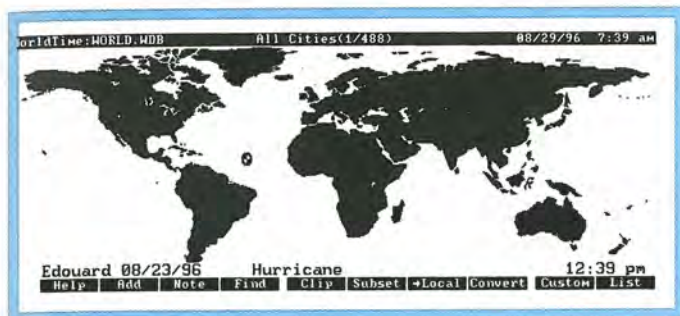 orldTime:WORLD.WDB All Cities(1/488) 08/29/96 7:39 am
Edouard 08/23/96 Hurricane 12:39 pm
Help Add Note Find Clip Subset →Local Convert Custom List